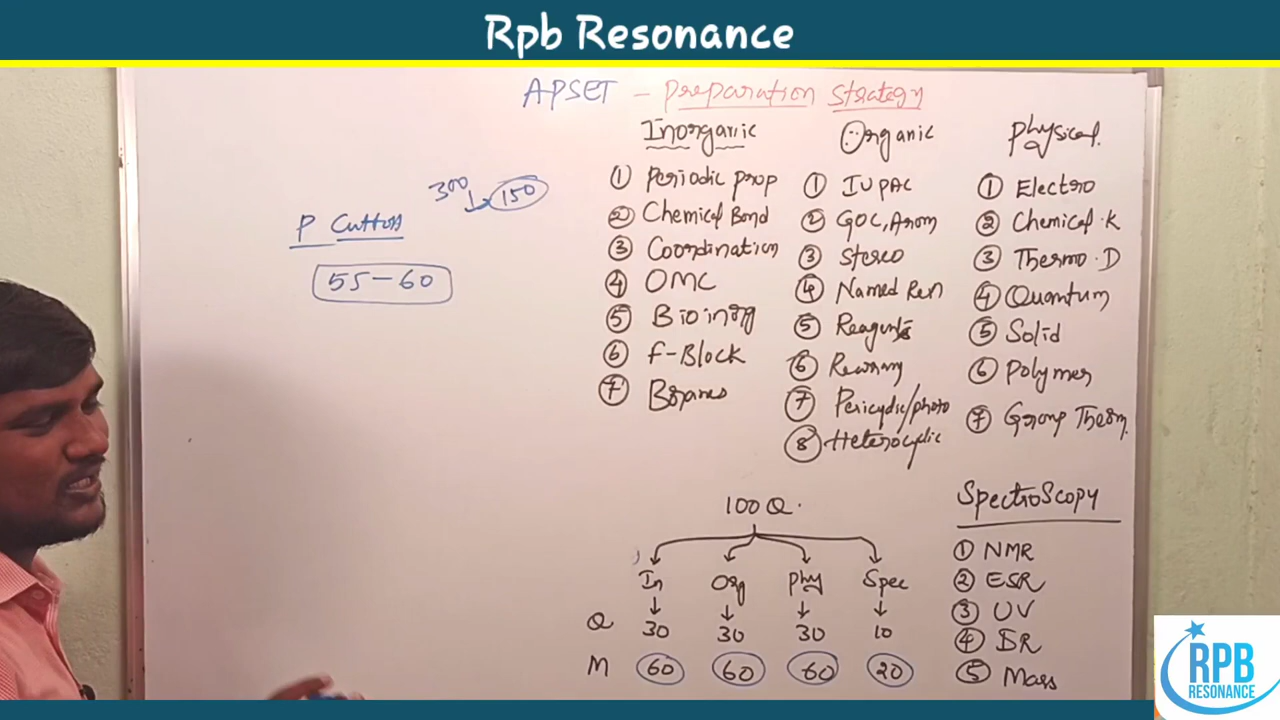 Rpb Resonance
APSET - Preparation Strategy
300 150
P Cuttoff
55-60
Inorganic
① Periodic prop
② Chemical Bond
③ Coordination
④ OMC
⑤ Bioinorg
⑥ F-Block
⑦ Boranes
Organic
① IUPAC
② GOC, Arom
③ Stereo
④ Named Rxn
⑤ Reagents
⑥ Rearrang
⑦ Pericyclic/photo
⑧ Heterocyclic
Physical.
① Electro
② Chemical.K
③ Thermo.D
④ Quantum
⑤ Solid
⑥ Polymer
⑦ Group Theory.
100 Q.
In Org Phy Spec
Q 30 30 30 10
M 60 60 60 20
SpectroScopy
① NMR
② ESR
③ UV
④ IR
⑤ Mass
RPB
RESONANCE